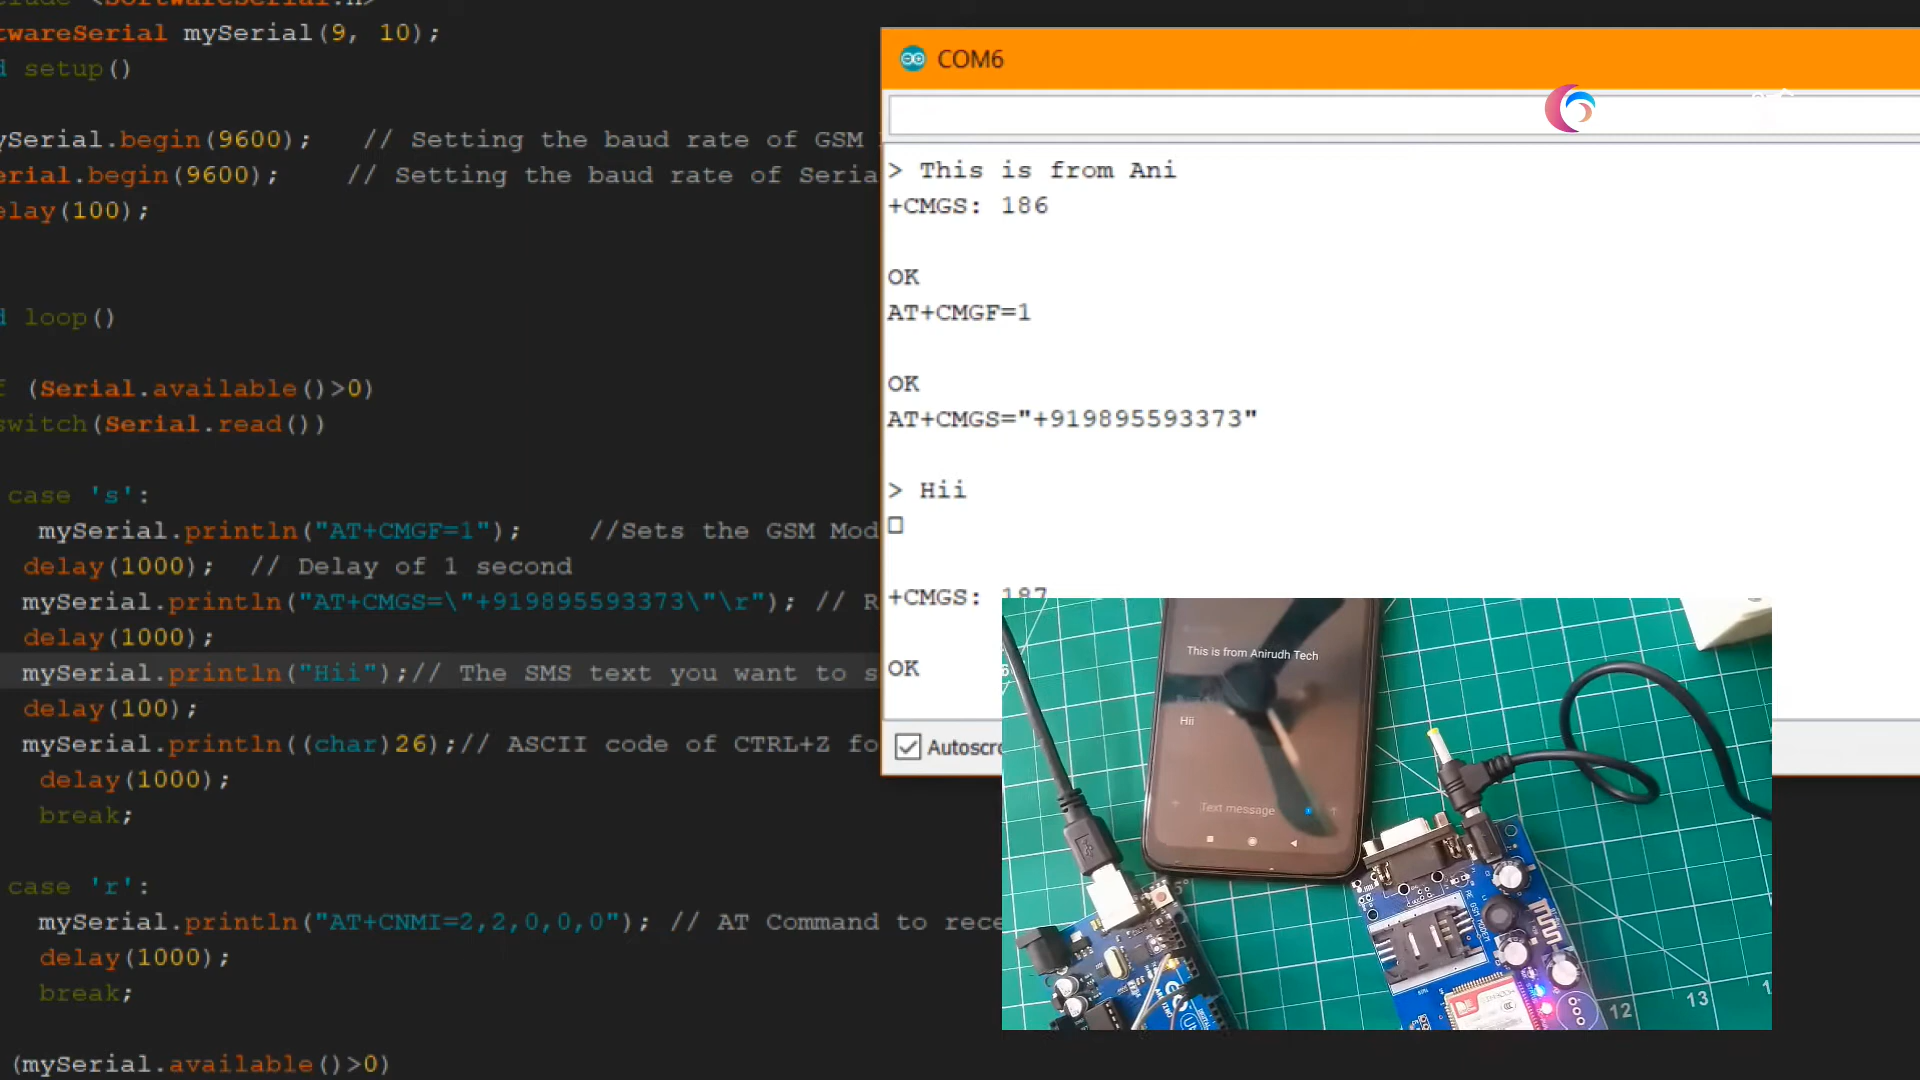 twareSerial mySerial(9, 10);
d setup()
ySerial.begin(9600);   // Setting the baud rate of GSM
erial.begin(9600);    // Setting the baud rate of Seria
elay(100);
d loop()
f (Serial.available()>0)
switch(Serial.read())
case 's':
mySerial.println("AT+CMGF=1");    //Sets the GSM Mod
delay(1000);  // Delay of 1 second
mySerial.println("AT+CMGS=\"+919895593373\"\r"); // R
delay(1000);
mySerial.println("Hii");// The SMS text you want to s
delay(100);
mySerial.println((char)26);// ASCII code of CTRL+Z fo
delay(1000);
break;
case 'r':
mySerial.println("AT+CNMI=2,2,0,0,0"); // AT Command to rece
delay(1000);
break;
(mySerial.available()>0)
COM6
> This is from Ani
+CMGS: 186
OK
AT+CMGF=1
OK
AT+CMGS="+919895593373"
> Hii
+CMGS: 187
OK
Autoscro
This is from Anirudh Tech
Hii
Text message
12
13